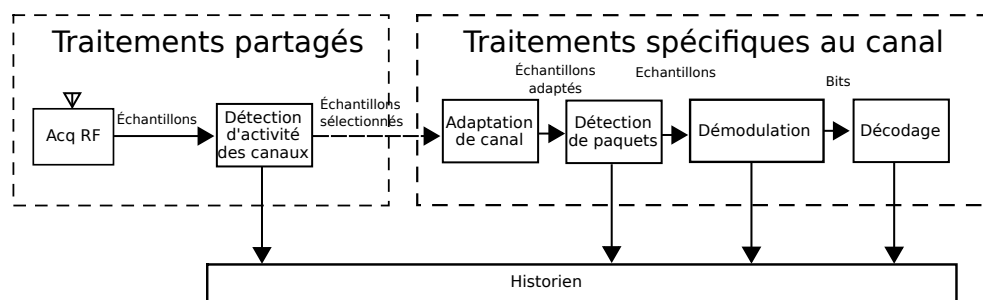 Traitements partagés
Traitements spécifiques au canal
Acq RF
Échantillons
Détection
d'activité
des canaux
Échantillons
sélectionnés
Adaptation
de canal
Échantillons
adaptés
Détection
de paquets
Echantillons
Démodulation
Bits
Décodage
Historien